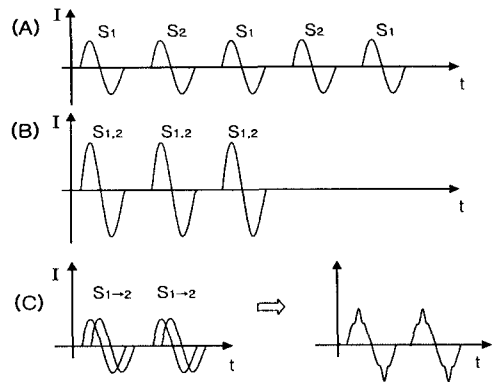 I
(A) S1 S2 S1 S2 S1
t
I
(B) S1,2 S1,2 S1,2
t
I
(C) S1→2 S1→2 ⇨
t t